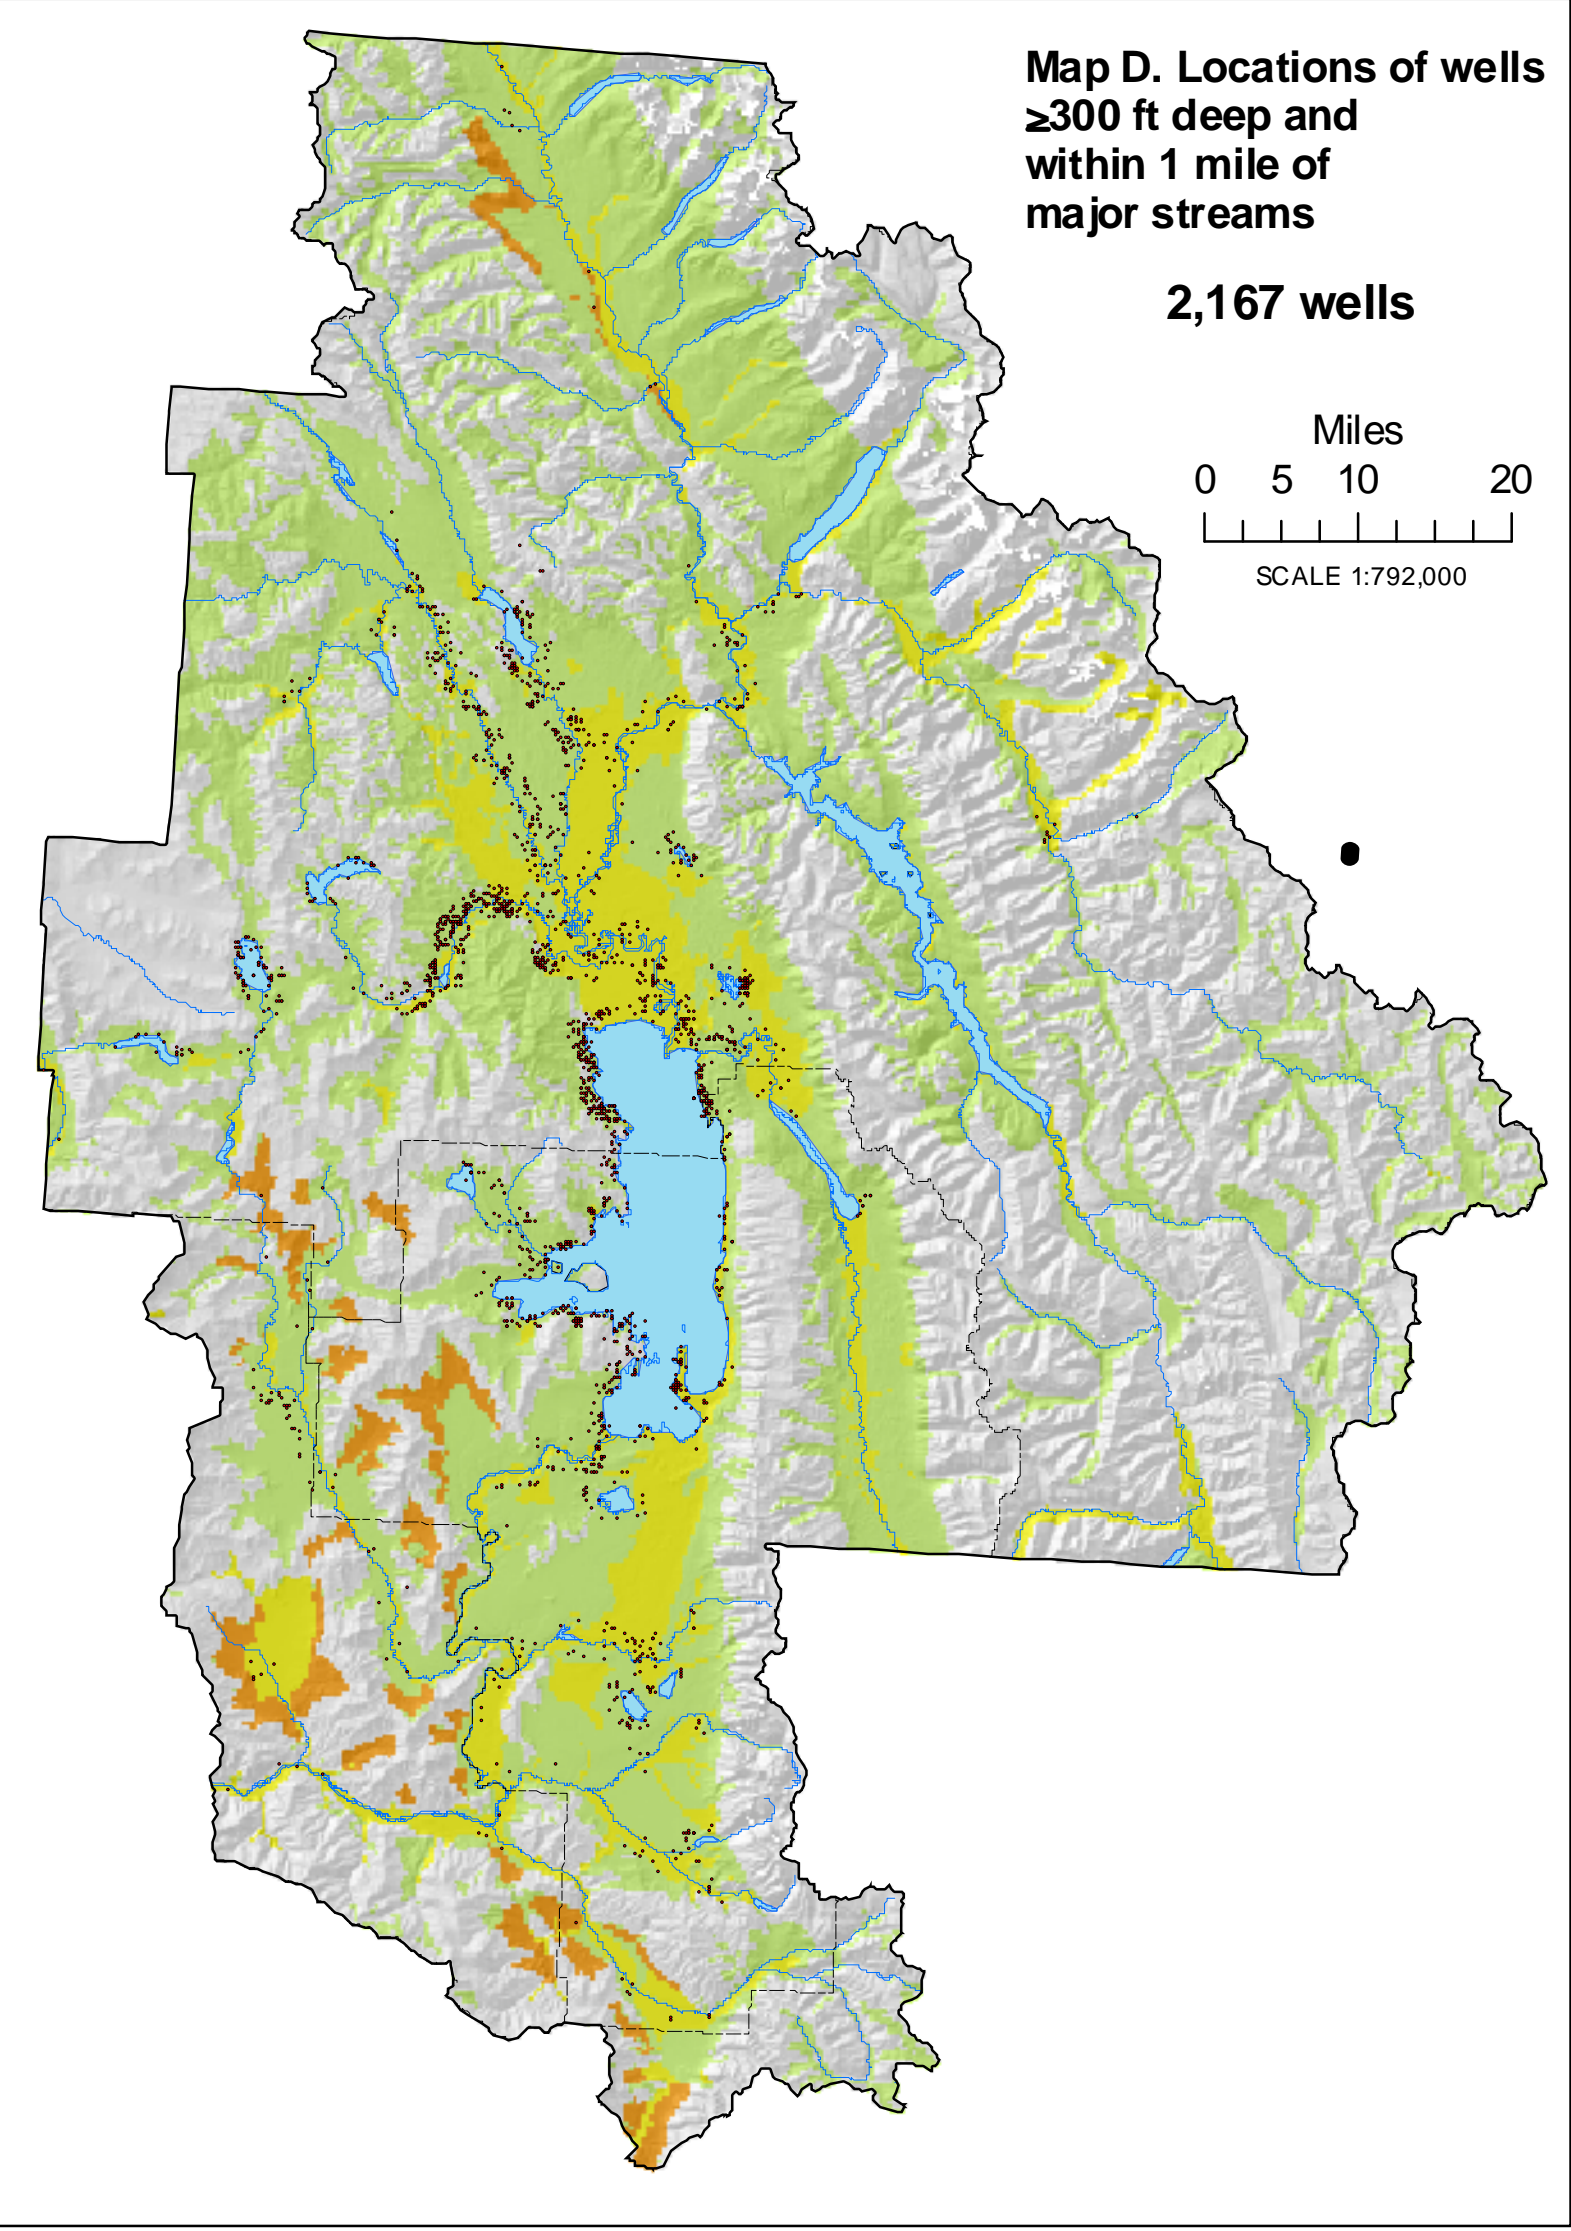 Map D. Locations of wells
≥300 ft deep and
within 1 mile of
major streams
2,167 wells
Miles
0 5 10 20
SCALE 1:792,000